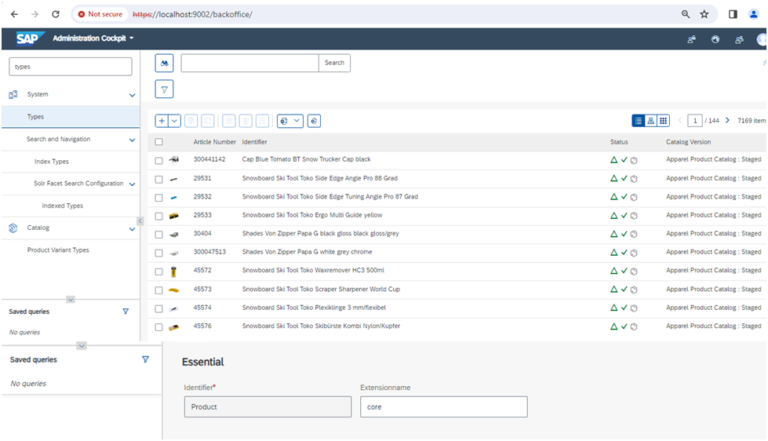 Not secure https://localhost:9002/backoffice/
SAP Administration Cockpit
types
Search
System
Types
Search and Navigation
Index Types
Solr Facet Search Configuration
Indexed Types
Catalog
Product Variant Types
Saved queries
No queries
1 / 144 7169 item
Article Number Identifier Status Catalog Version
300441142 Cap Blue Tomato BT Snow Trucker Cap black Apparel Product Catalog : Staged
29531 Snowboard Ski Tool Toko Side Edge Angle Pro 88 Grad Apparel Product Catalog : Staged
29532 Snowboard Ski Tool Toko Side Edge Tuning Angle Pro 87 Grad Apparel Product Catalog : Staged
29533 Snowboard Ski Tool Toko Ergo Multi Guide yellow Apparel Product Catalog : Staged
30404 Shades Von Zipper Papa G black gloss black gloss/grey Apparel Product Catalog : Staged
300047513 Shades Von Zipper Papa G white grey chrome Apparel Product Catalog : Staged
45572 Snowboard Ski Tool Toko Waxremover HC3 500ml Apparel Product Catalog : Staged
45573 Snowboard Ski Tool Toko Scraper Sharpener World Cup Apparel Product Catalog : Staged
45574 Snowboard Ski Tool Toko Plexiklinge 3 mm/flexibel Apparel Product Catalog : Staged
45576 Snowboard Ski Tool Toko Skibürste Kombi Nylon/Kupfer Apparel Product Catalog : Staged
Saved queries
No queries
Essential
Identifier* Extensionname
Product core